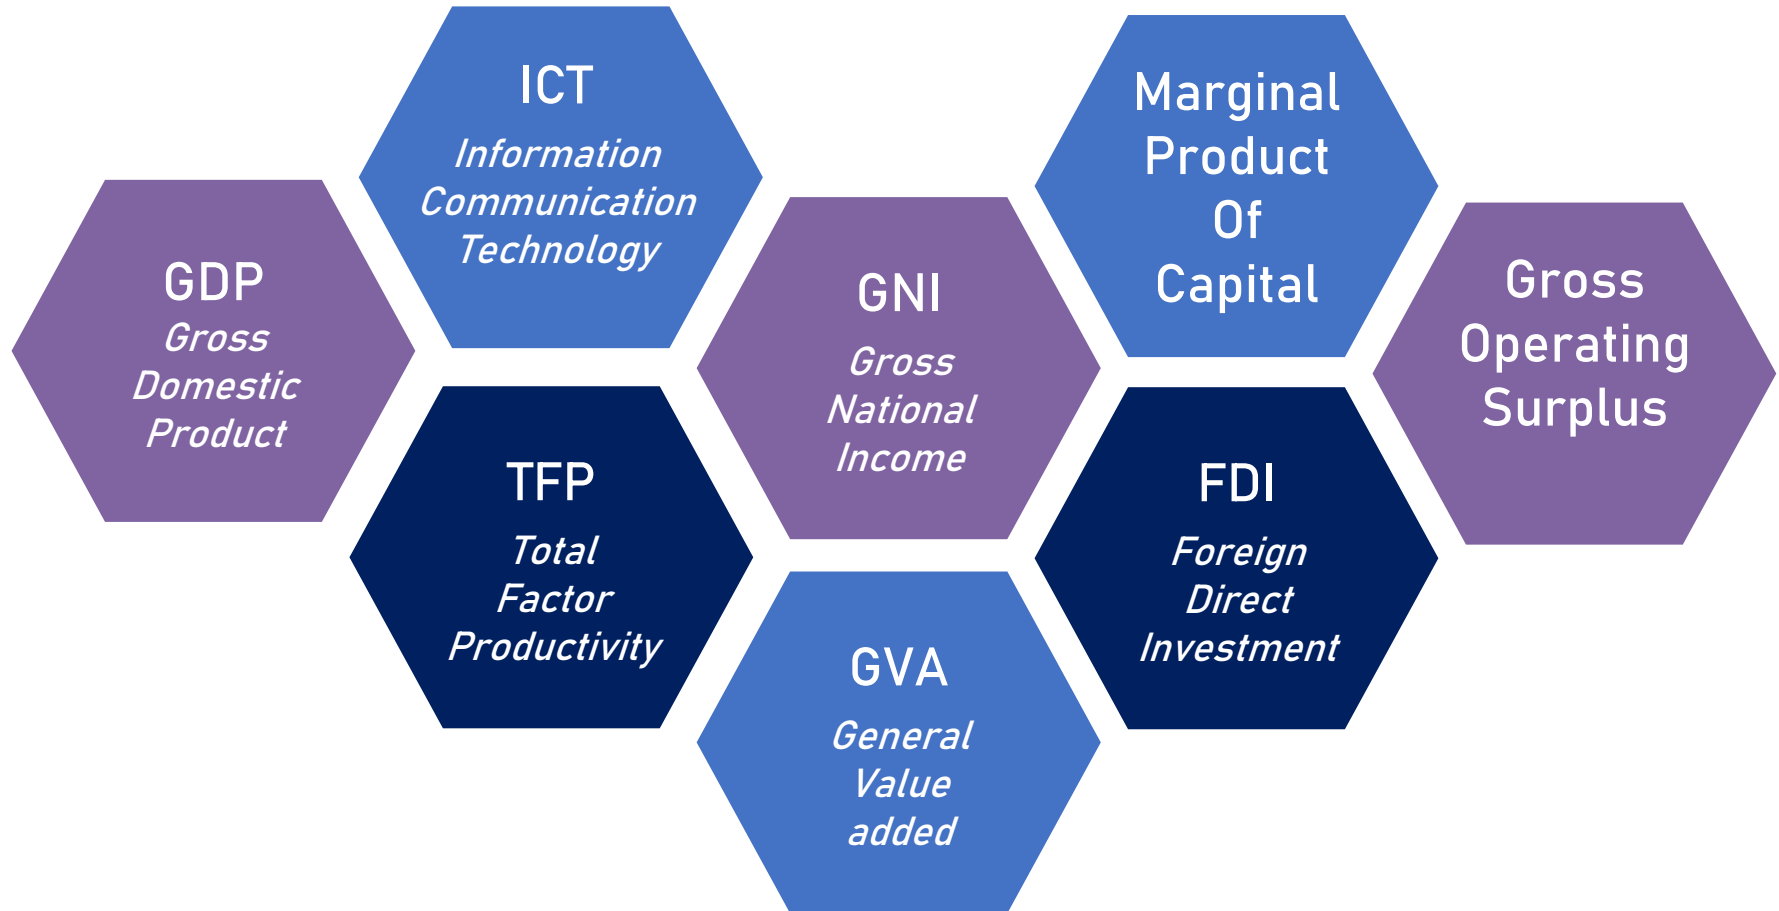 ICT
Information
Communication
Technology
Marginal
Product
Of
Capital
GDP
Gross
Domestic
Product
GNI
Gross
National
Income
Gross
Operating
Surplus
TFP
Total
Factor
Productivity
FDI
Foreign
Direct
Investment
GVA
General
Value
added